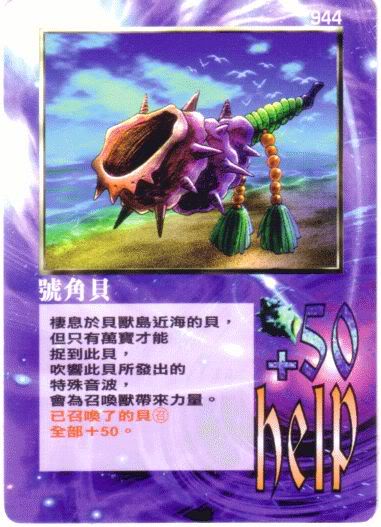 944
號角貝
棲息於貝獸島近海的貝，
但只有萬寶才能
捉到此貝，
吹響此貝所發出的
特殊音波，
會為召喚獸帶來力量。
已召喚了的貝㊁
全部＋50。
+50
help